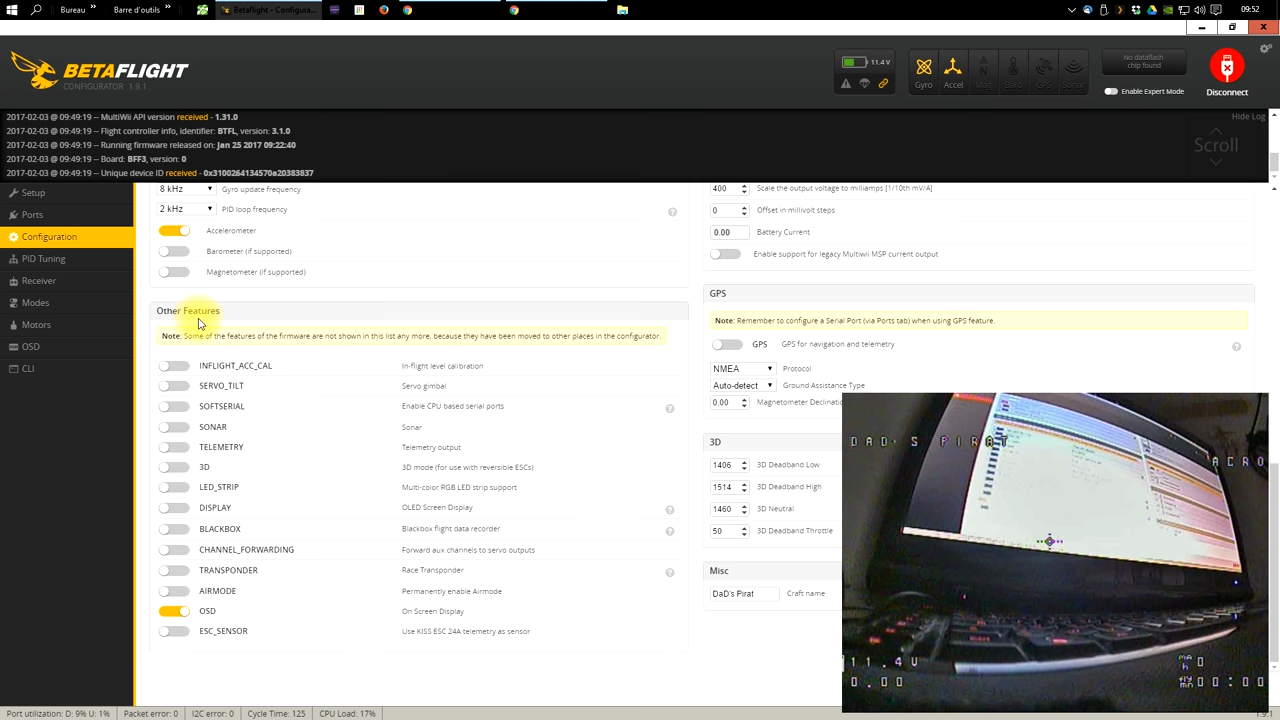 Bureau »
Barre d'outils »
Betaflight - Configura...
09:52
BETAFLIGHT
CONFIGURATOR 1.9.1
11.4 V
Gyro
Accel
Mag
Baro
GPS
Sonar
No dataflash
chip found
Enable Expert Mode
Disconnect
Hide Log
Scroll
2017-02-03 @ 09:49:19 -- MultiWii API version received - 1.31.0
2017-02-03 @ 09:49:19 -- Flight controller info, identifier: BTFL, version: 3.1.0
2017-02-03 @ 09:49:19 -- Running firmware released on: Jan 25 2017 09:22:40
2017-02-03 @ 09:49:19 -- Board: BFF3, version: 0
2017-02-03 @ 09:49:19 -- Unique device ID received - 0x3100264134570a20383837
Setup
Ports
Configuration
PID Tuning
Receiver
Modes
Motors
OSD
CLI
8 kHz Gyro update frequency
2 kHz PID loop frequency
Accelerometer
Barometer (if supported)
Magnetometer (if supported)
Other Features
Note: Some of the features of the firmware are not shown in this list any more, because they have been moved to other places in the configurator.
INFLIGHT_ACC_CAL In-flight level calibration
SERVO_TILT Servo gimbal
SOFTSERIAL Enable CPU based serial ports
SONAR Sonar
TELEMETRY Telemetry output
3D 3D mode (for use with reversible ESCs)
LED_STRIP Multi-color RGB LED strip support
DISPLAY OLED Screen Display
BLACKBOX Blackbox flight data recorder
CHANNEL_FORWARDING Forward aux channels to servo outputs
TRANSPONDER Race Transponder
AIRMODE Permanently enable Airmode
OSD On Screen Display
ESC_SENSOR Use KISS ESC 24A telemetry as sensor
400 Scale the output voltage to milliamps [1/10th mV/A]
0 Offset in millivolt steps
0.00 Battery Current
Enable support for legacy Multiwii MSP current output
GPS
Note: Remember to configure a Serial Port (via Ports tab) when using GPS feature.
GPS GPS for navigation and telemetry
NMEA Protocol
Auto-detect Ground Assistance Type
0,00 Magnetometer Declinatio
3D
1406 3D Deadband Low
1514 3D Deadband High
1460 3D Neutral
50 3D Deadband Throttle
Misc
DaD's Pirat Craft name
DAD'S PIRAT
ACRO
11.4V
0.00
mAh 0
fly min 00:00
Port utilization: D: 9% U: 1%
Packet error: 0
I2C error: 0
Cycle Time: 125
CPU Load: 17%
1.9.1